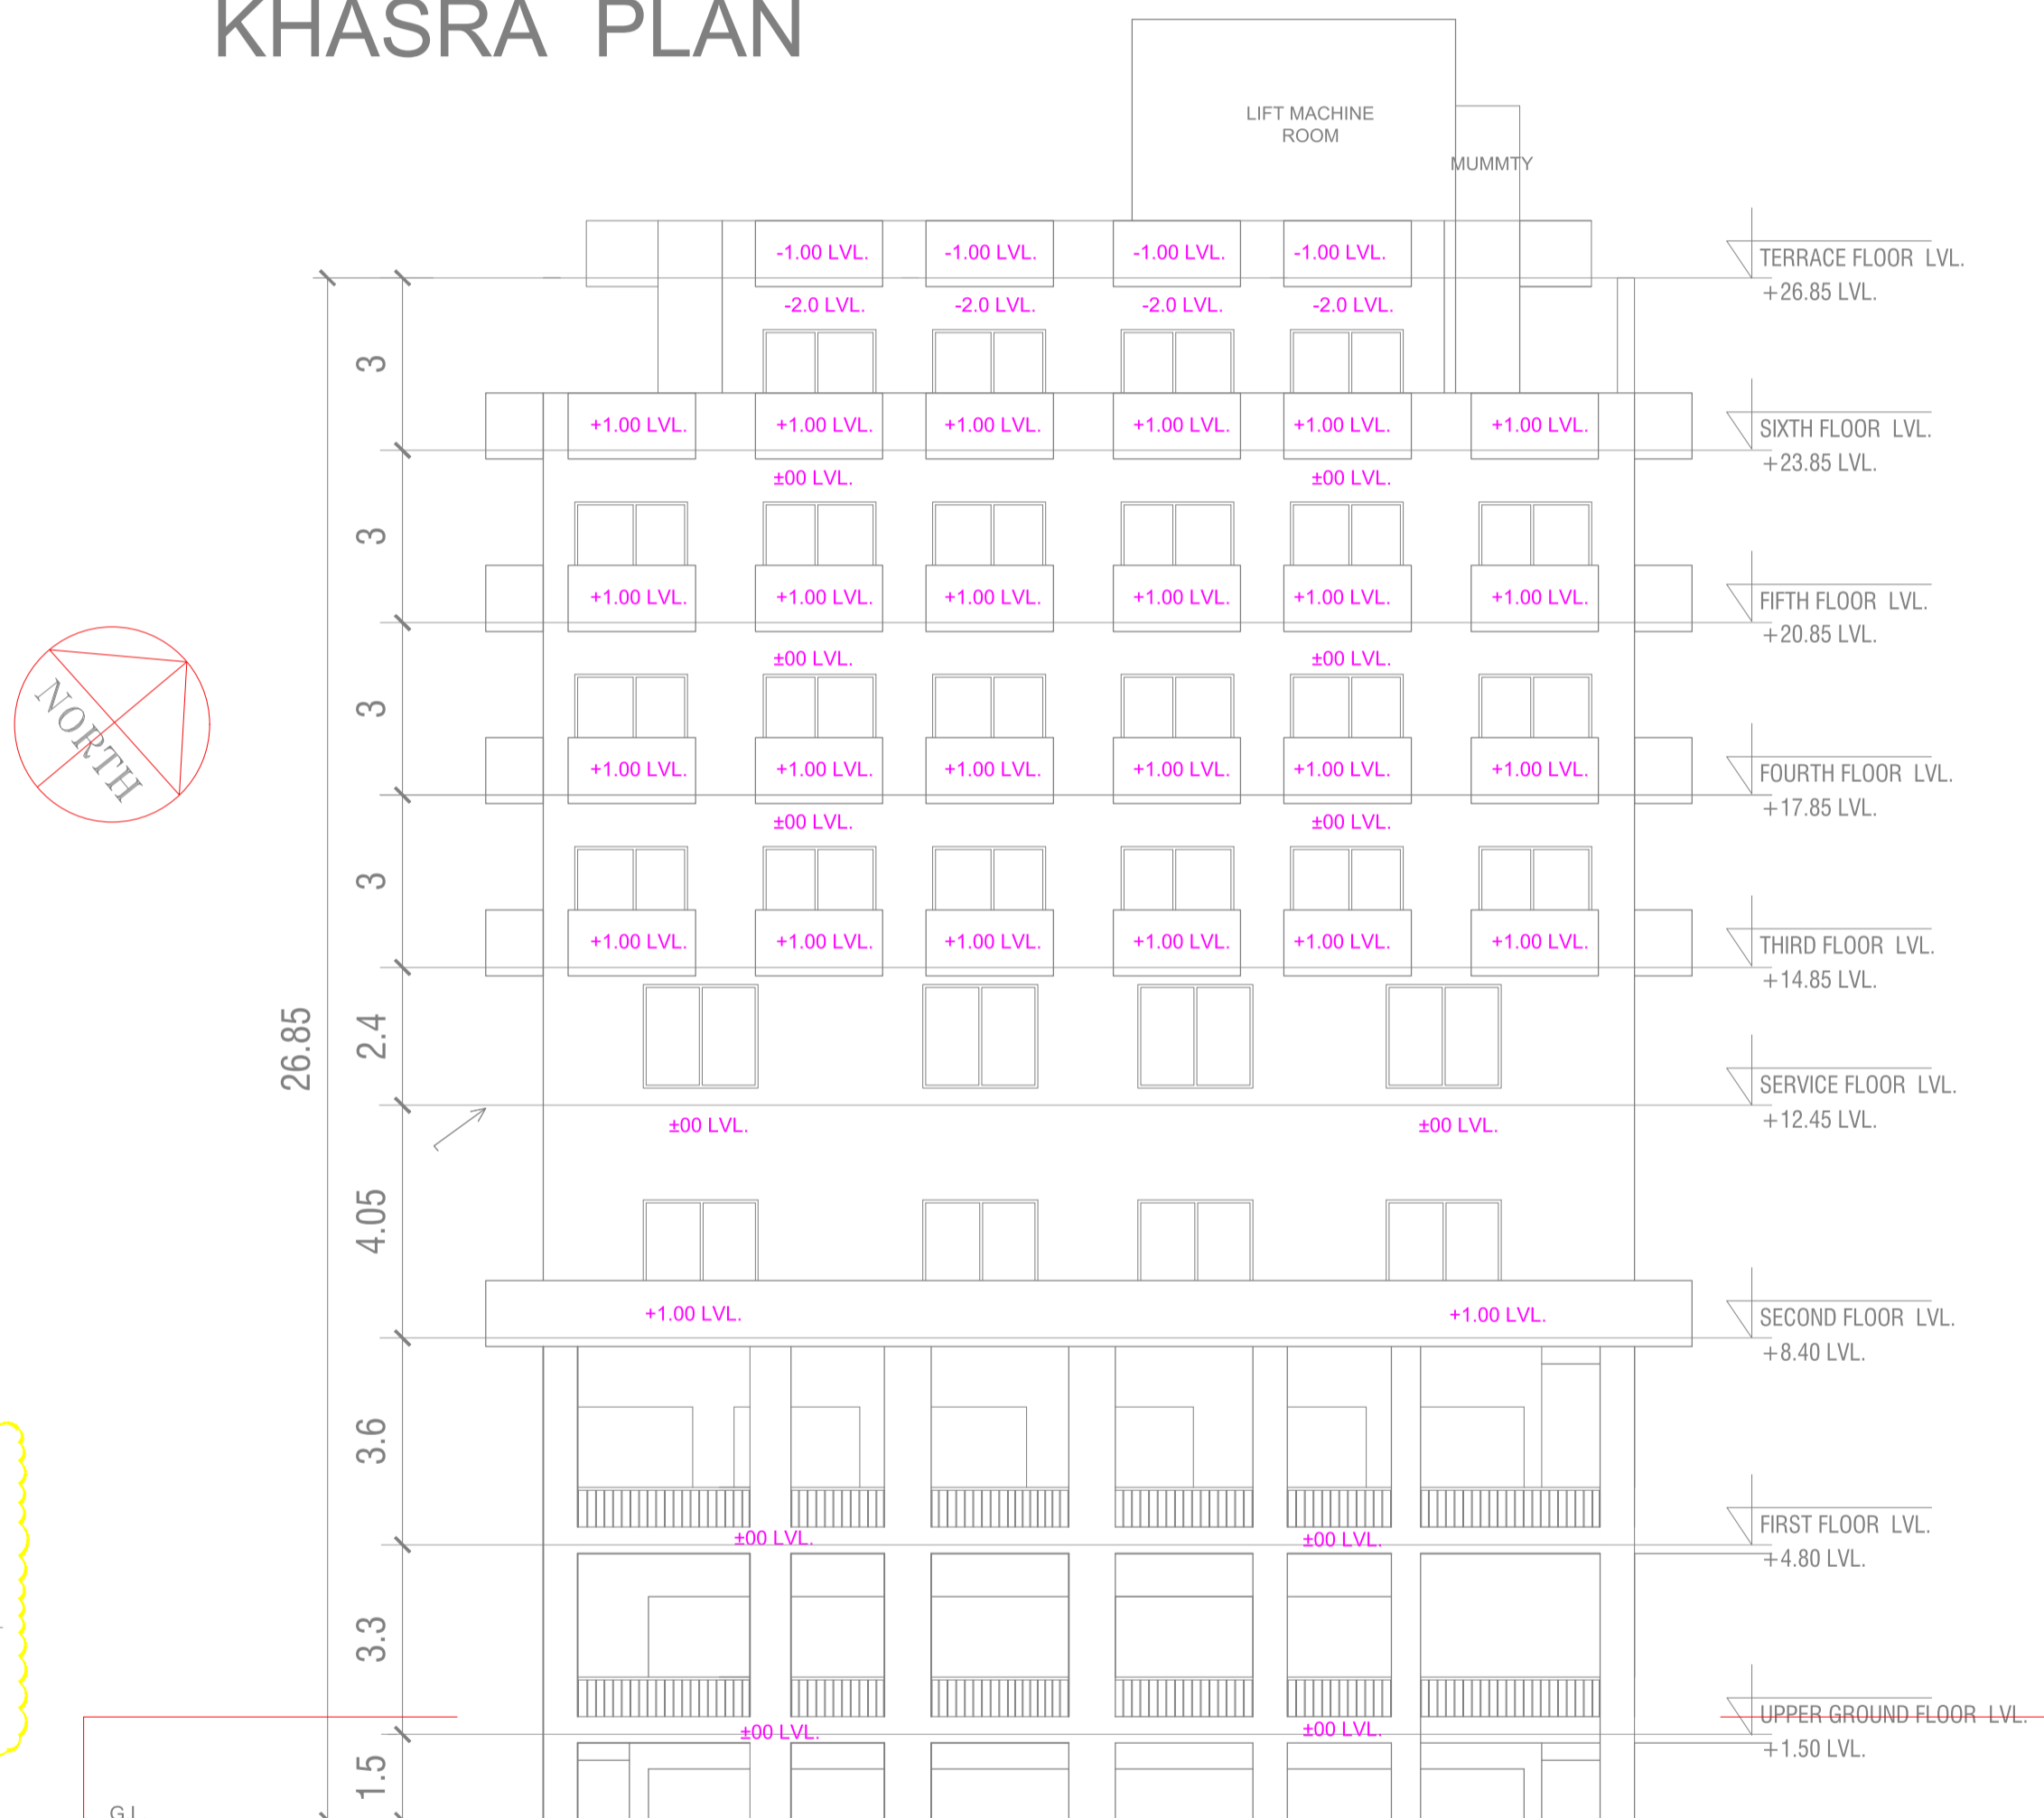 KHASRA PLAN
LIFT MACHINE
ROOM
MUMMTY
-1.00 LVL. -1.00 LVL. -1.00 LVL. -1.00 LVL.
TERRACE FLOOR LVL.
+26.85 LVL.
-2.0 LVL. -2.0 LVL. -2.0 LVL. -2.0 LVL.
3
+1.00 LVL. +1.00 LVL. +1.00 LVL. +1.00 LVL. +1.00 LVL. +1.00 LVL.
SIXTH FLOOR LVL.
+23.85 LVL.
±00 LVL. ±00 LVL.
3
+1.00 LVL. +1.00 LVL. +1.00 LVL. +1.00 LVL. +1.00 LVL. +1.00 LVL.
FIFTH FLOOR LVL.
+20.85 LVL.
±00 LVL. ±00 LVL.
NORTH
3
+1.00 LVL. +1.00 LVL. +1.00 LVL. +1.00 LVL. +1.00 LVL. +1.00 LVL.
FOURTH FLOOR LVL.
+17.85 LVL.
±00 LVL. ±00 LVL.
3
+1.00 LVL. +1.00 LVL. +1.00 LVL. +1.00 LVL. +1.00 LVL. +1.00 LVL.
THIRD FLOOR LVL.
+14.85 LVL.
26.85
2.4
SERVICE FLOOR LVL.
+12.45 LVL.
±00 LVL. ±00 LVL.
4.05
+1.00 LVL. +1.00 LVL.
SECOND FLOOR LVL.
+8.40 LVL.
3.6
FIRST FLOOR LVL.
±00 LVL. ±00 LVL.
+4.80 LVL.
3.3
UPPER GROUND FLOOR LVL.
±00 LVL. ±00 LVL.
+1.50 LVL.
1.5